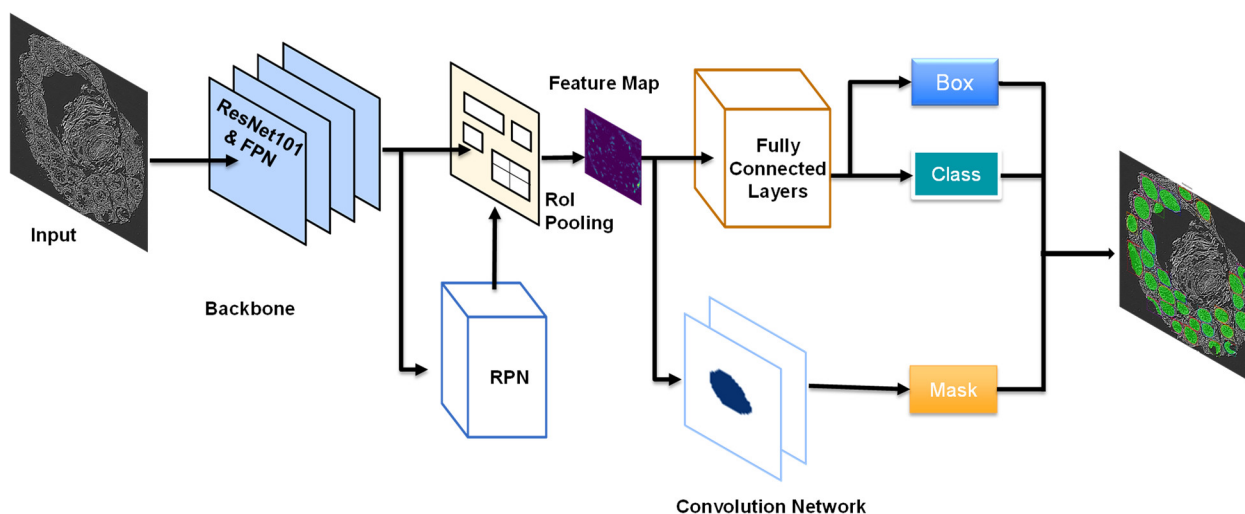 Input
ResNet101
& FPN
Backbone
RoI
Pooling
RPN
Feature Map
Fully
Connected
Layers
Convolution Network
Box
Class
Mask